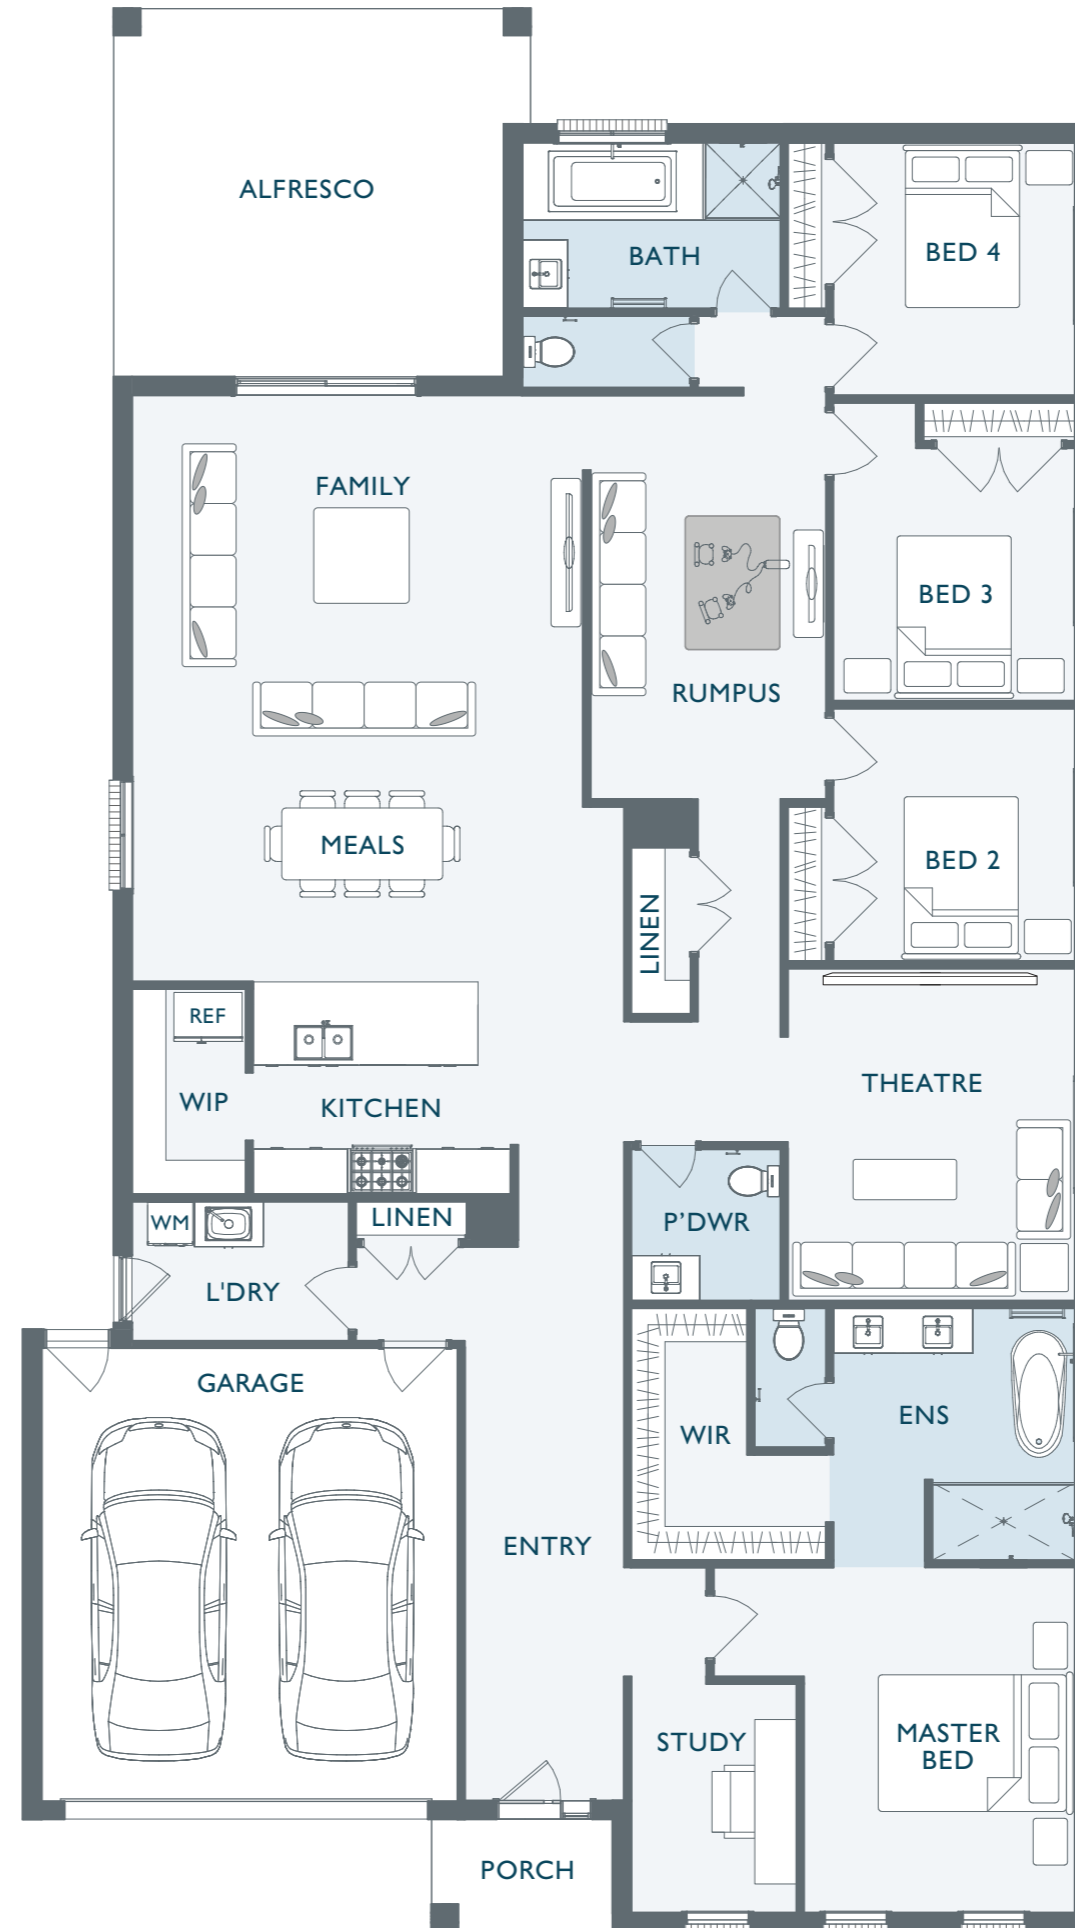 ALFRESCO
BATH
BED 4
FAMILY
BED 3
RUMPUS
MEALS
BED 2
LINEN
REF
WIP
KITCHEN
THEATRE
WM
LINEN
P'DWR
L'DRY
GARAGE
WIR
ENS
ENTRY
STUDY
MASTER
BED
PORCH